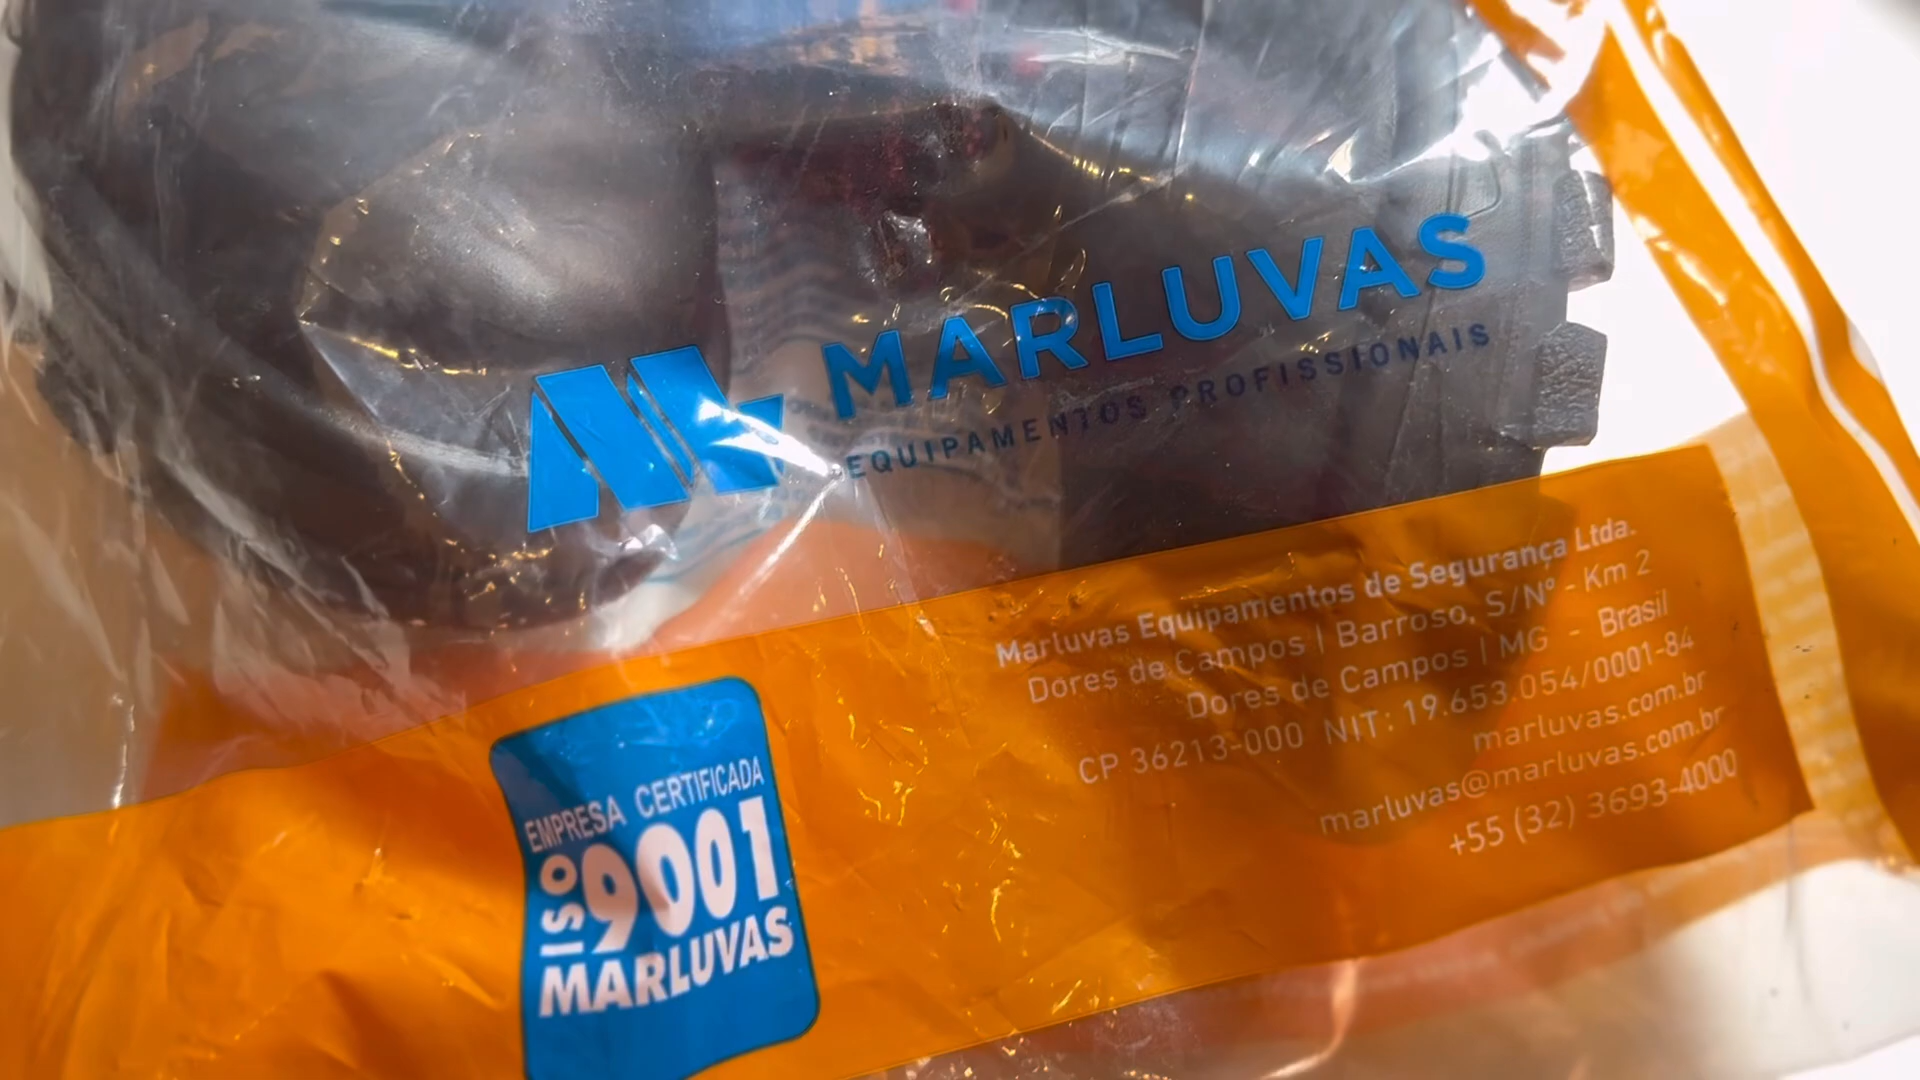 MARLUVAS
EQUIPAMENTOS PROFISSIONAIS
Marluvas Equipamentos de Segurança Ltda.
Dores de Campos | Barroso, S/Nº - Km 2
Dores de Campos | MG - Brasil
CP 36213-000 NIT: 19.653.054/0001-84
marluvas.com.br
marluvas@marluvas.com.br
+55 (32) 3693-4000
EMPRESA CERTIFICADA
ISO 9001
MARLUVAS